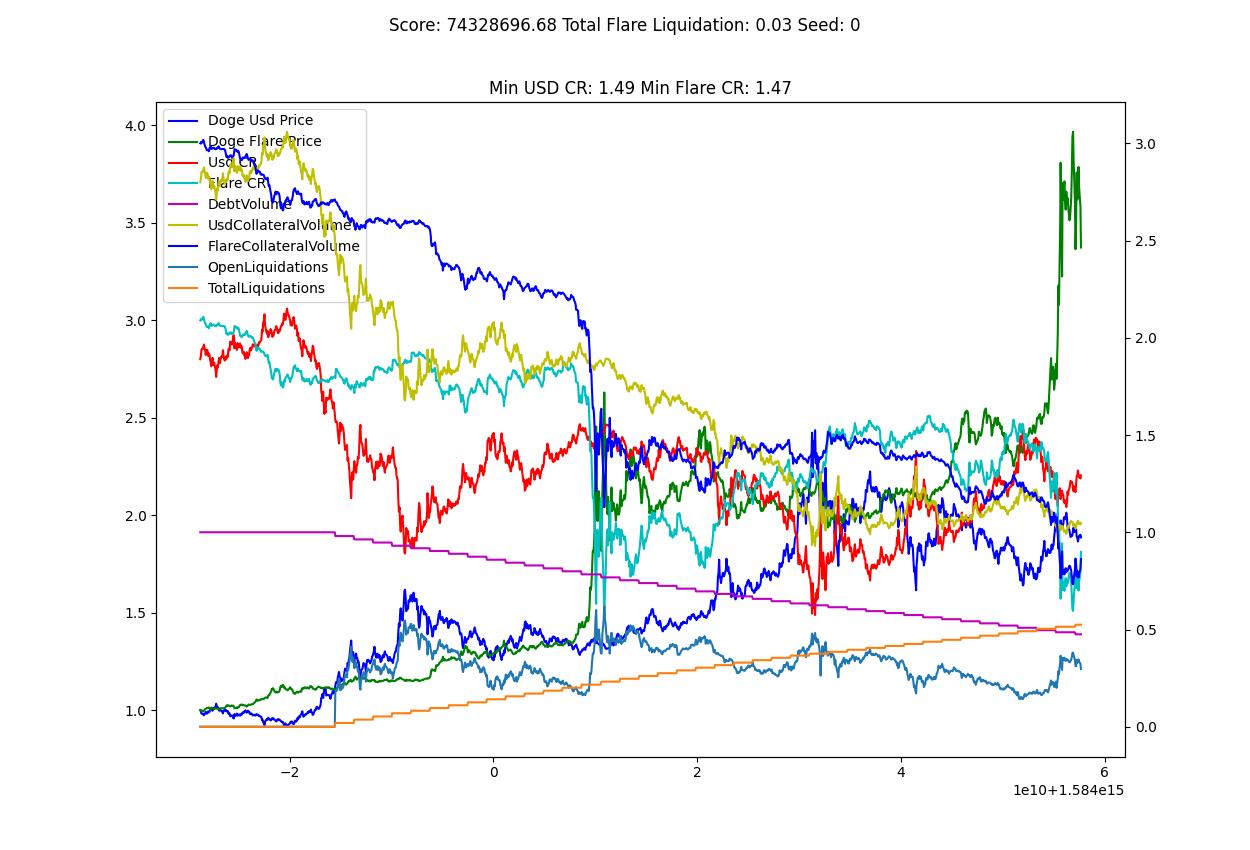 Score: 74328696.68 Total Flare Liquidation: 0.03 Seed: 0
Min USD CR: 1.49 Min Flare CR: 1.47
Doge Usd Price
Doge Flare Price
Usd CR
Flare CR
DebtVolume
UsdCollateralVolume
FlareCollateralVolume
OpenLiquidations
TotalLiquidations
4.0
3.5
3.0
2.5
2.0
1.5
1.0
3.0
2.5
2.0
1.5
1.0
0.5
0.0
−2 0 2 4 6
1e10+1.584e15